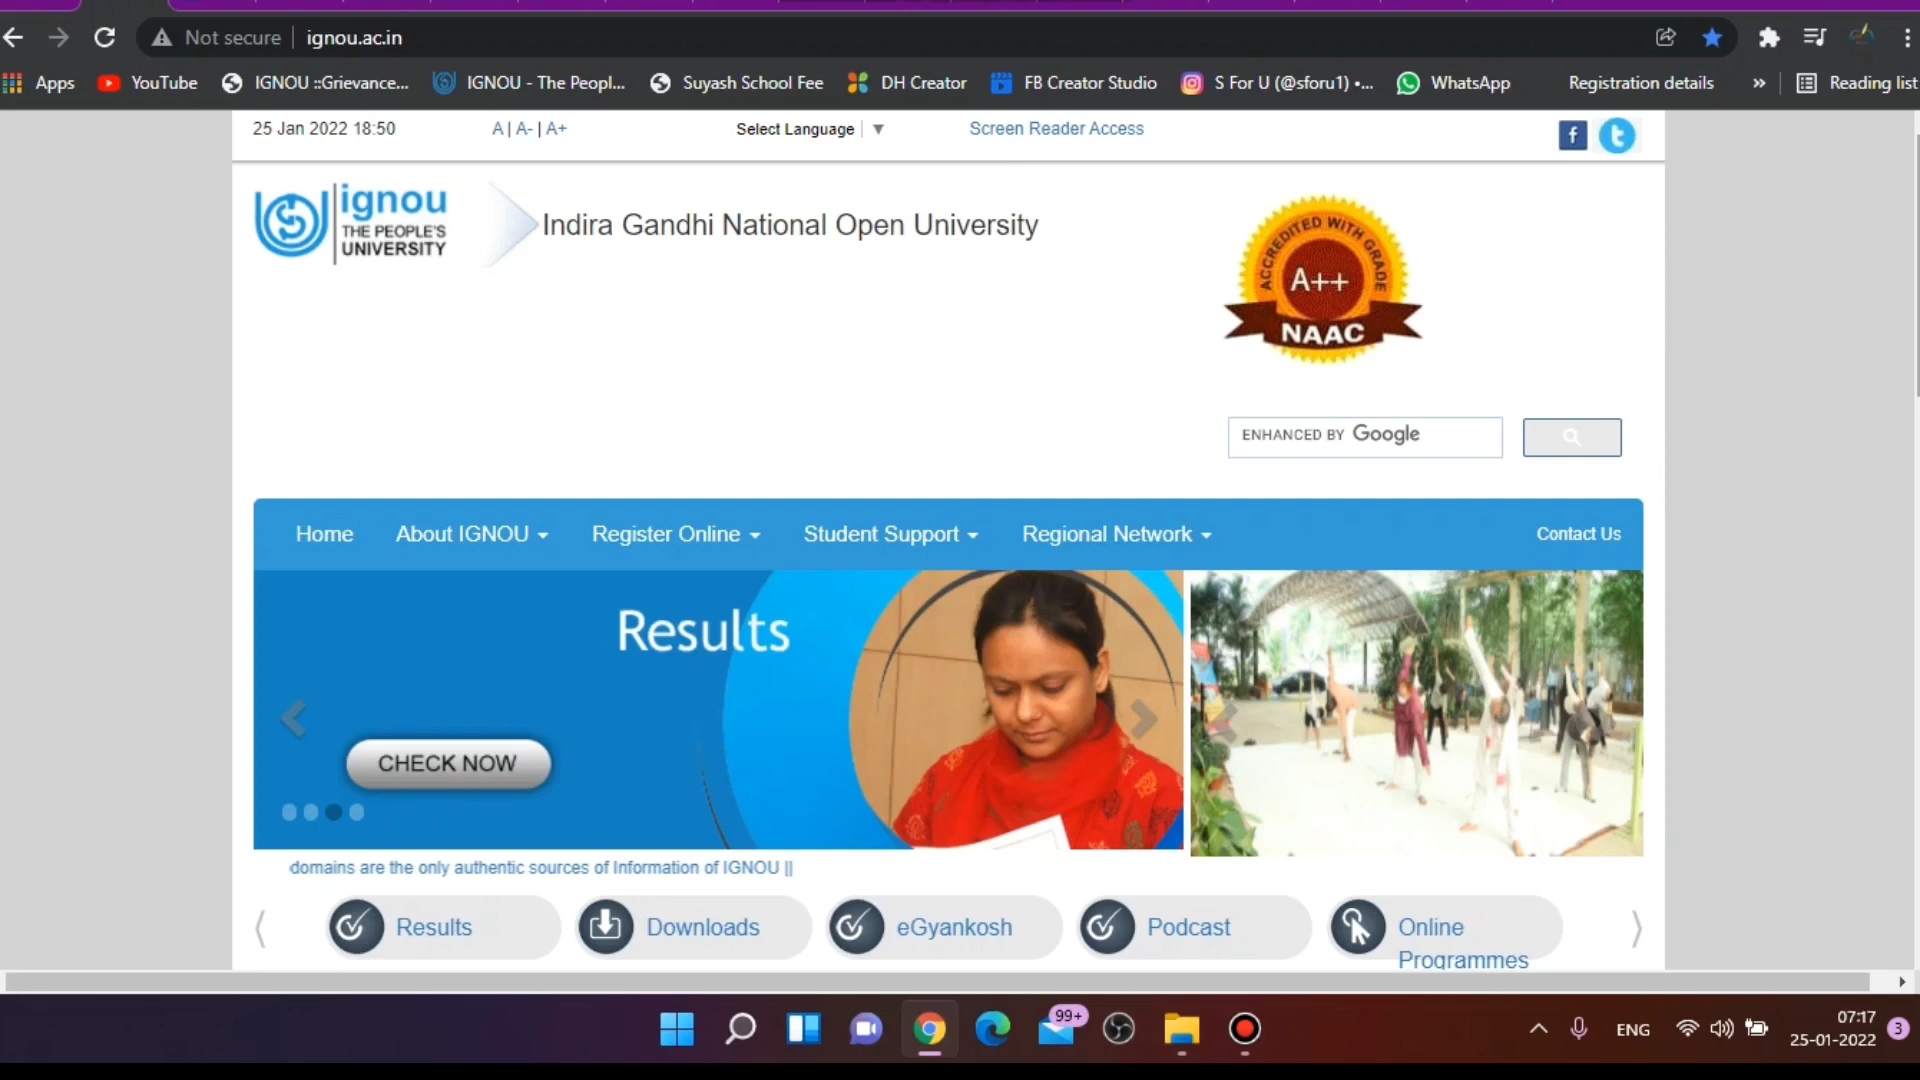 Not secure ignou.ac.in
Apps YouTube IGNOU ::Grievance... IGNOU - The Peopl... Suyash School Fee DH Creator FB Creator Studio S For U (@sforu1) •... WhatsApp Registration details » Reading list
25 Jan 2022 18:50 A | A- | A+ Select Language ▼ Screen Reader Access
ignou
THE PEOPLE'S
UNIVERSITY
Indira Gandhi National Open University
ACCREDITED WITH GRADE
A++
NAAC
ENHANCED BY Google
Home About IGNOU Register Online Student Support Regional Network Contact Us
Results
CHECK NOW
domains are the only authentic sources of Information of IGNOU ||
Results Downloads eGyankosh Podcast Online
Programmes
99+
ENG
07:17
25-01-2022
3